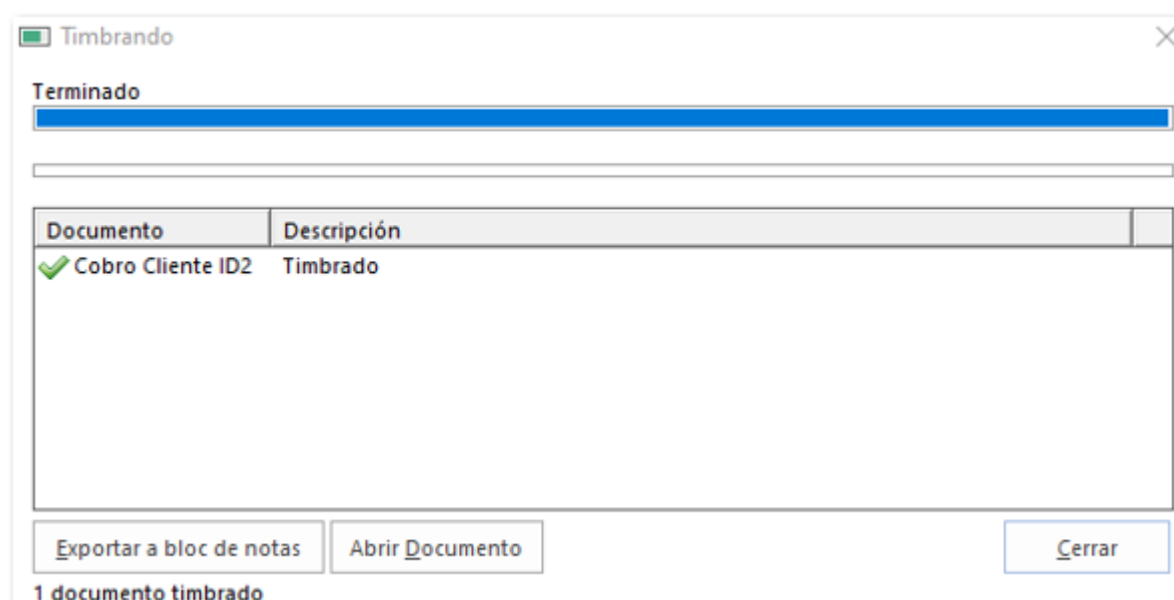 Timbrando
Terminado
Documento Descripción
Cobro Cliente ID2 Timbrado
Exportar a bloc de notas Abrir Documento Cerrar
1 documento timbrado